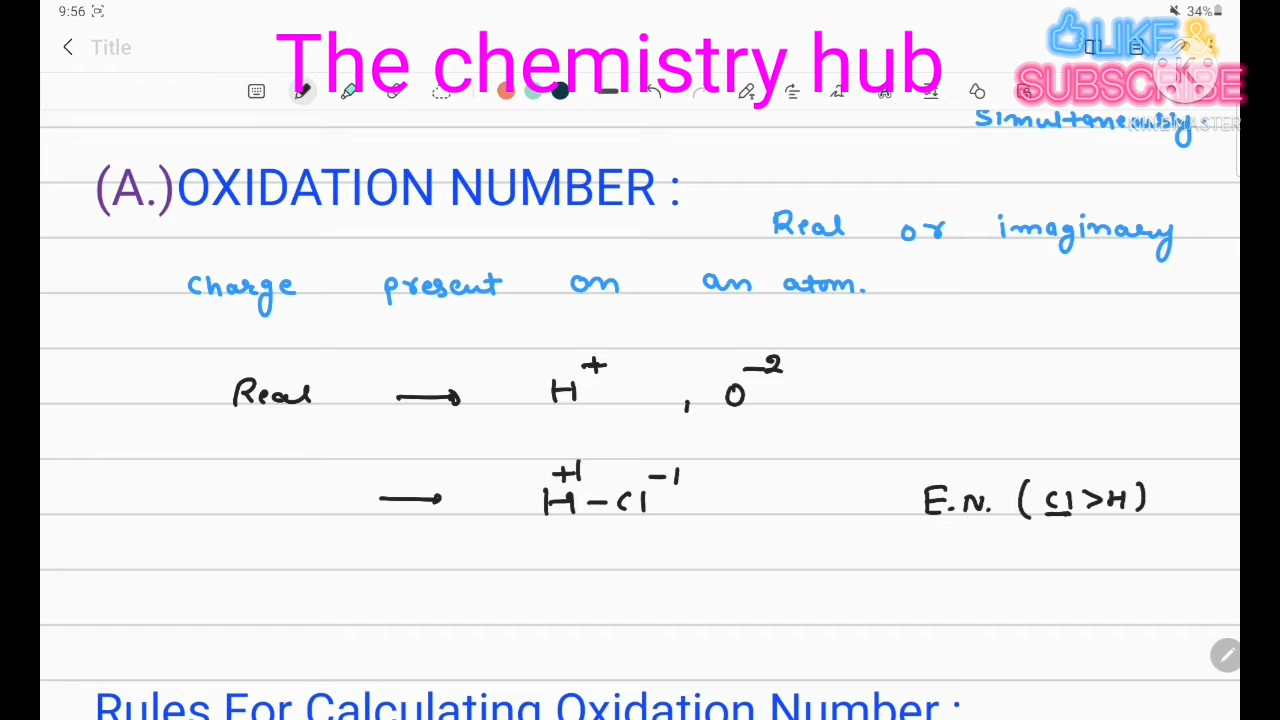 9:56
34%
Title
The chemistry hub
LIKE &
SUBSCRIBE
KINEMASTER
Simultaneously.
(A.)OXIDATION NUMBER :
Real or imaginary
charge present on an atom.
Real ⟶ H⁺ , O⁻²
⟶ H⁺¹–Cl⁻¹ E.N. (Cl>H)
Rules For Calculating Oxidation Number :